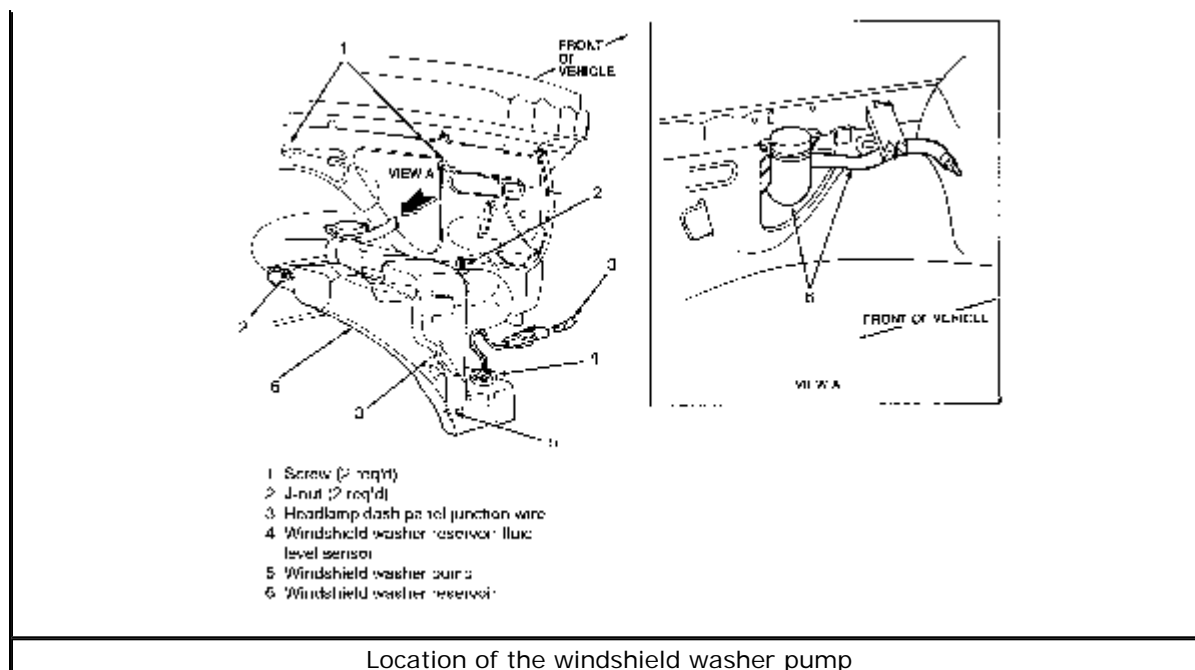 1
FRONT
OF
VEHICLE
VIEW A
2
3
2
4
6
3
5
6
FRONT OF VEHICLE
VIEW A
1 Screw (2 req'd)
2 J-nut (2 req'd)
3 Headlamp dash panel junction wire
4 Windshield washer reservoir fluid
level sensor
5 Windshield washer pump
6 Windshield washer reservoir
Location of the windshield washer pump